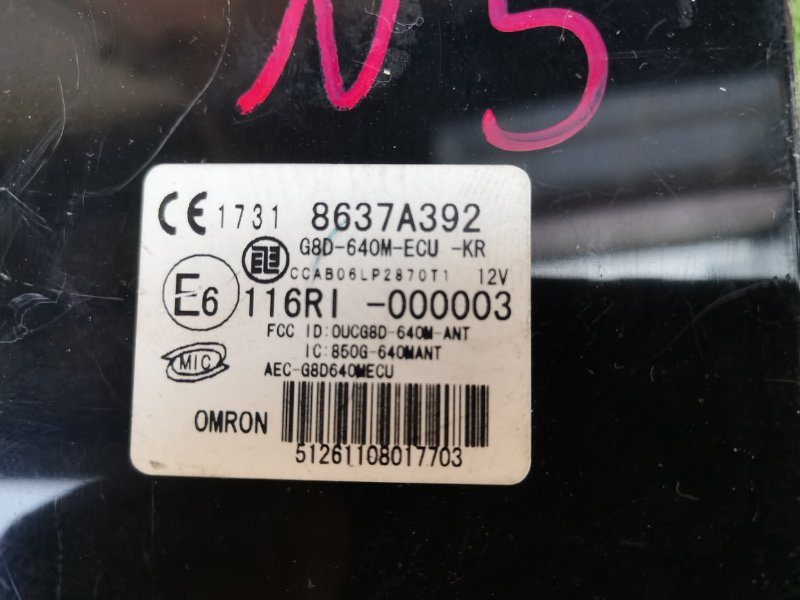 N5
CE 1731 8637A392
G8D-640M-ECU -KR
CCAB06LP2870T1 12V
E6 116RI -000003
FCC ID:OUCG8D-640M-ANT
IC:850G-640MANT
MIC AEC-G8D640MECU
OMRON
51261108017703